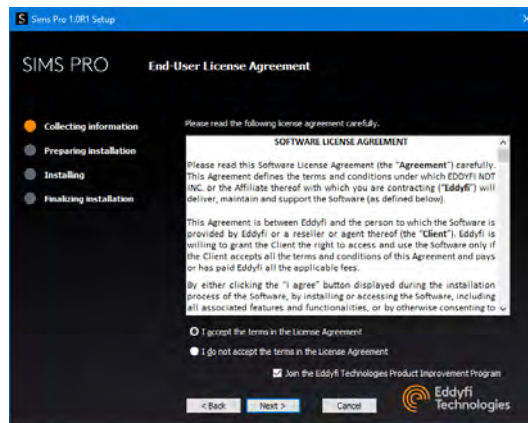 Sims Pro 1.0R1 Setup
SIMS PRO
End-User License Agreement
Collecting information
Preparing installation
Installing
Finalizing installation
Please read the following license agreement carefully.
SOFTWARE LICENSE AGREEMENT
Please read this Software License Agreement (the "Agreement") carefully.
This Agreement defines the terms and conditions under which EDDYFI NDT
INC. or the Affiliate thereof with which you are contracting ("Eddyfi") will
deliver, maintain and support the Software (as defined below).
This Agreement is between Eddyfi and the person to which the Software is
provided by Eddyfi or a reseller or agent thereof (the "Client"). Eddyfi is
willing to grant the Client the right to access and use the Software only if
the Client accepts all the terms and conditions of this Agreement and pays
or has paid Eddyfi all the applicable fees.
By either clicking the "I agree" button displayed during the installation
process of the Software, by installing or accessing the Software, including
all associated features and functionalities, or by otherwise consenting to
I accept the terms in the License Agreement
I do not accept the terms in the License Agreement
Join the Eddyfi Technologies Product Improvement Program
< Back
Next >
Cancel
Eddyfi
Technologies